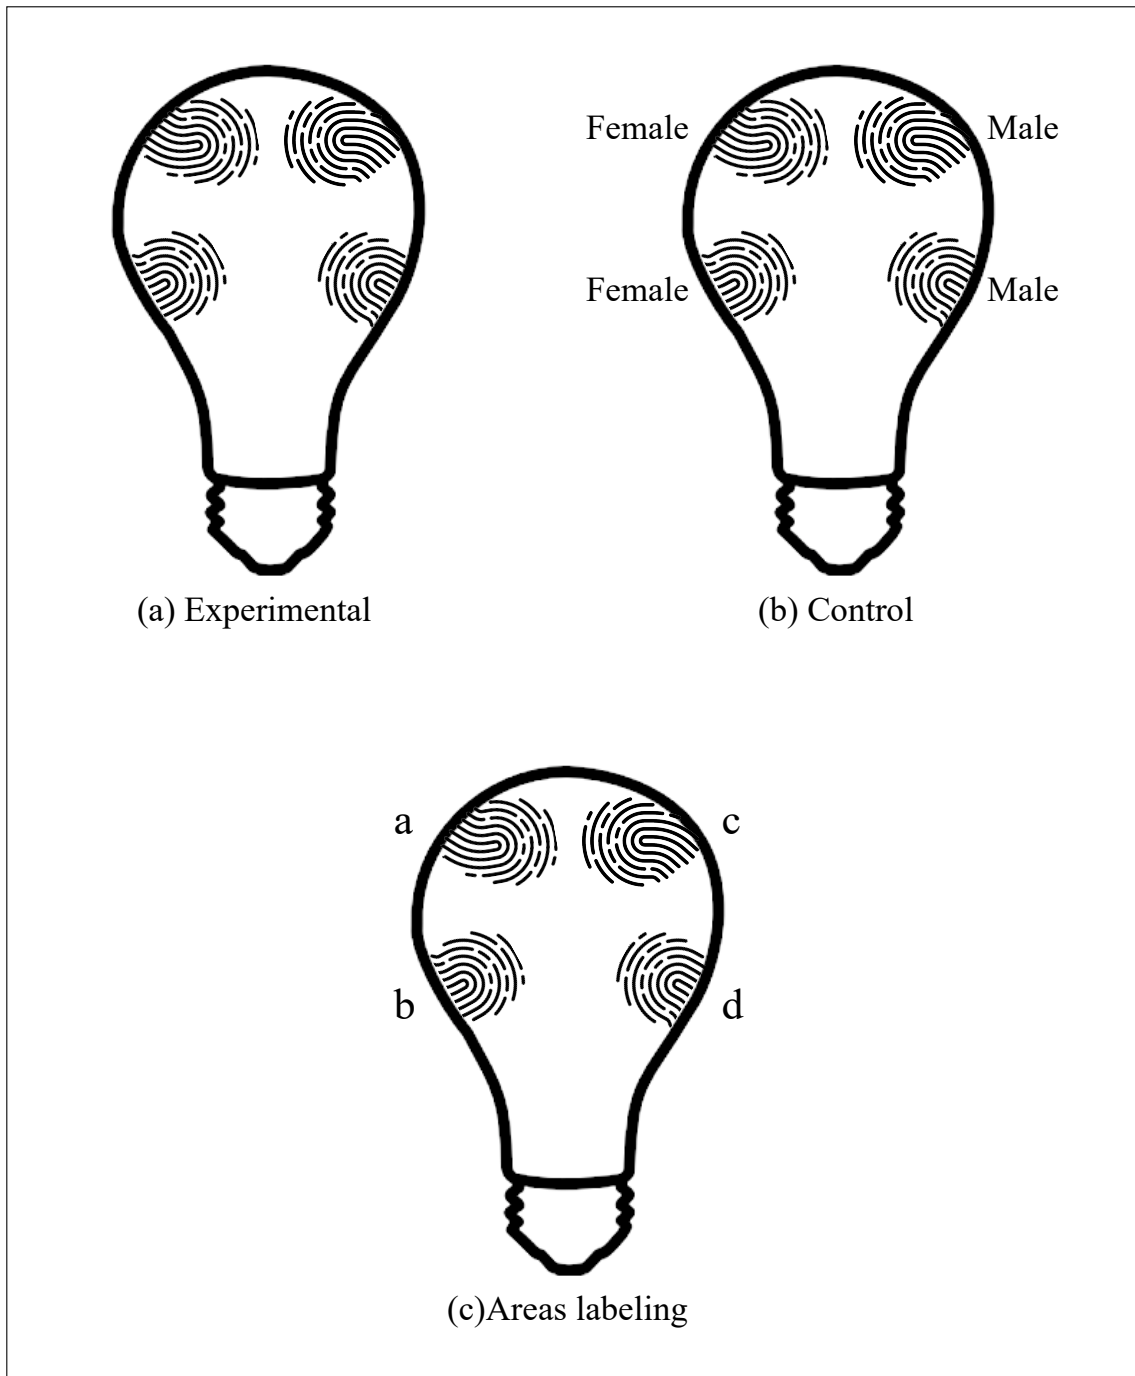 Female
Male
Female
Male
(a) Experimental
(b) Control
a
c
b
d
(c)Areas labeling